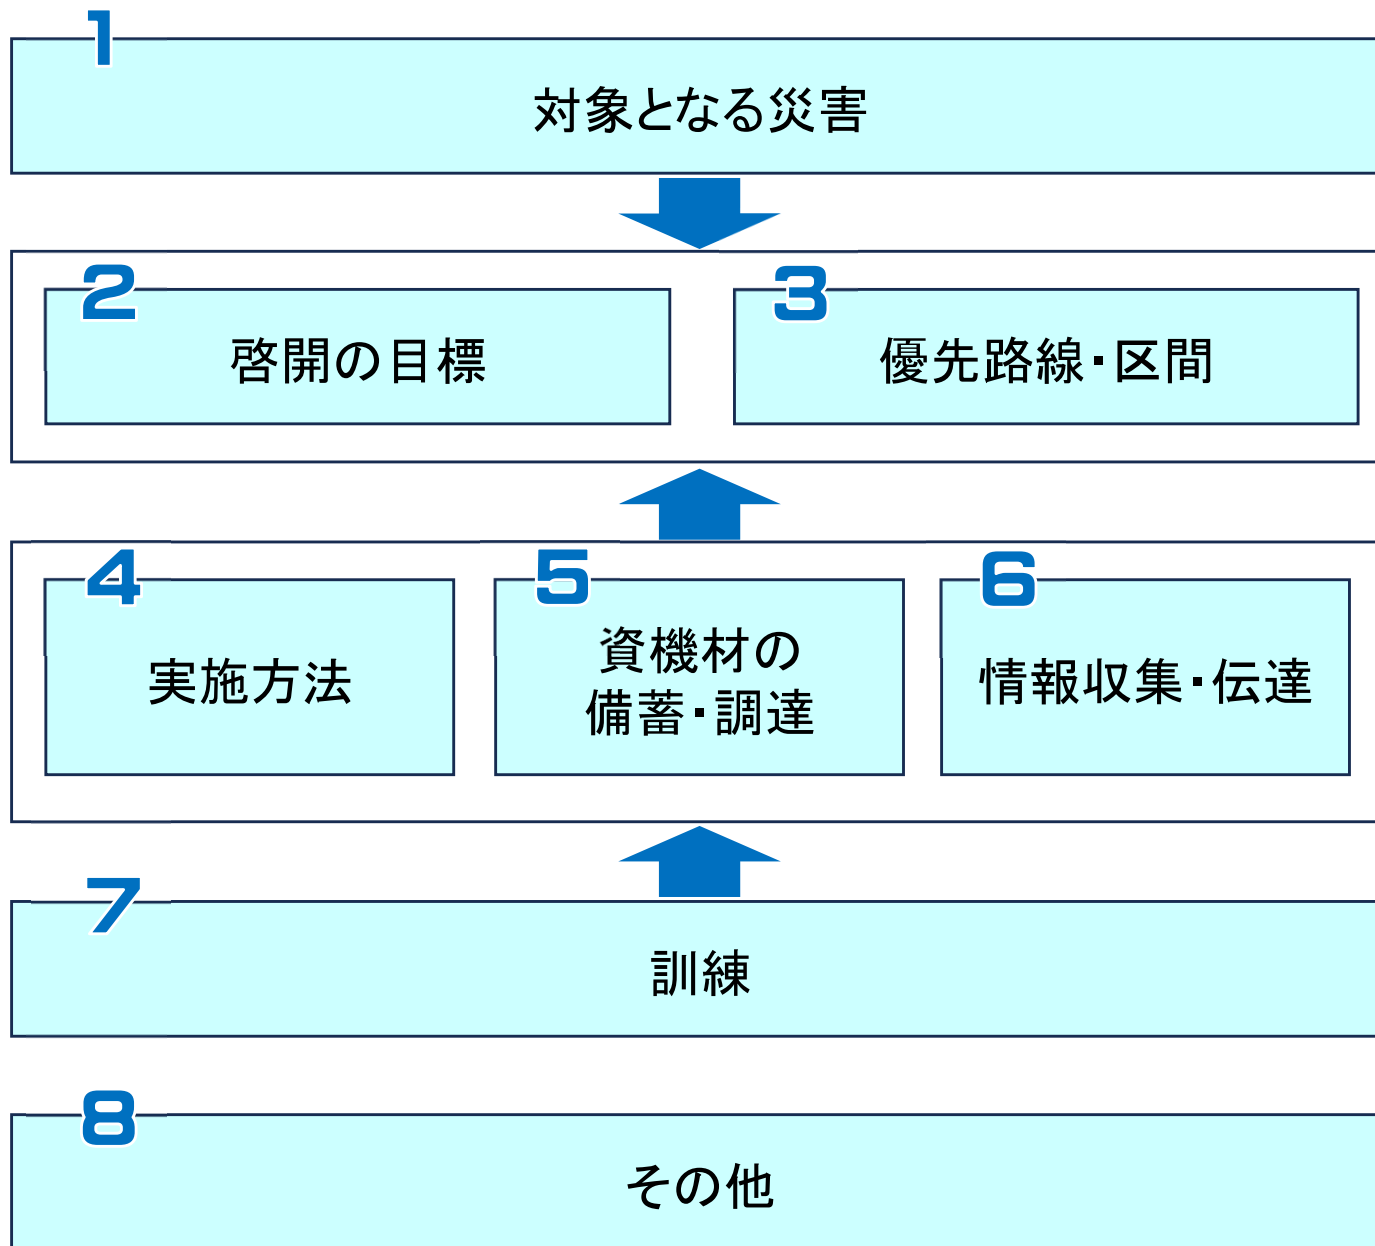 1
対象となる災害
2
啓開の目標
3
優先路線・区間
4
実施方法
5
資機材の
備蓄・調達
6
情報収集・伝達
7
訓練
8
その他